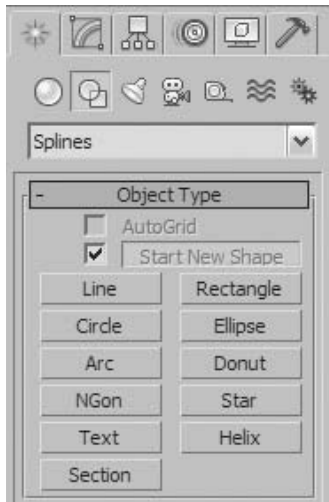 Splines
- Object Type
AutoGrid
Start New Shape
Line Rectangle
Circle Ellipse
Arc Donut
NGon Star
Text Helix
Section